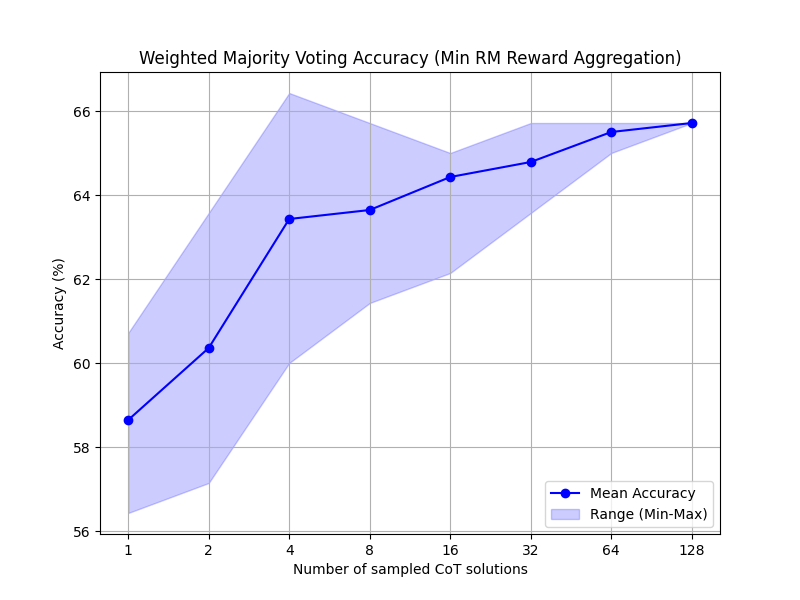 Weighted Majority Voting Accuracy (Min RM Reward Aggregation)
Accuracy (%)
66
64
62
60
58
56
1 2 4 8 16 32 64 128
Number of sampled CoT solutions
Mean Accuracy
Range (Min-Max)